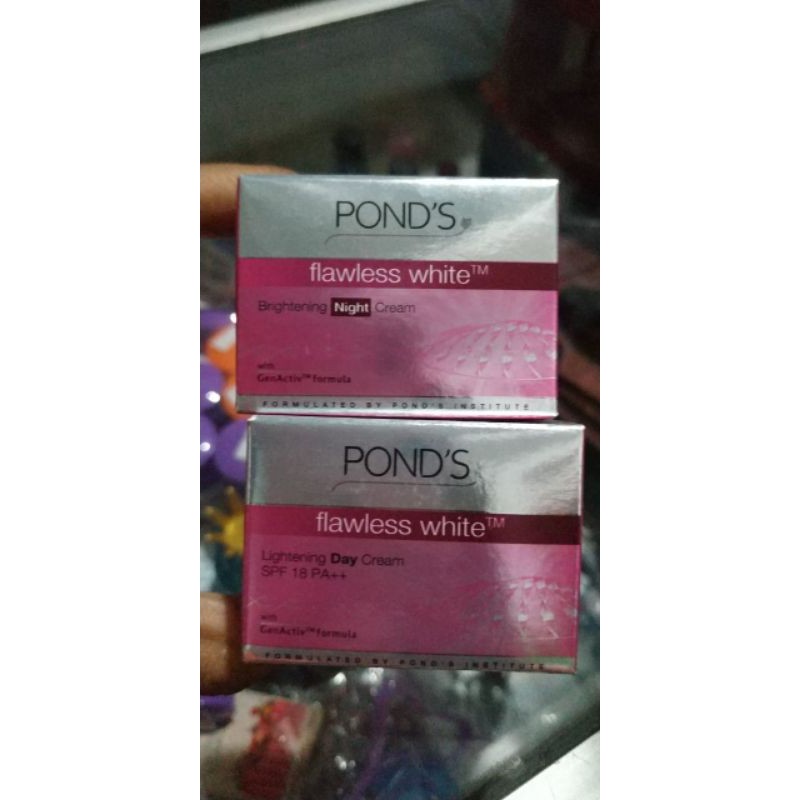 POND'S
flawless white™
Brightening Night Cream
with
GenActiv™ formula
FORMULATED BY POND'S INSTITUTE
POND'S
flawless white™
Lightening Day Cream
SPF 18 PA++
with
GenActiv™ formula
FORMULATED BY POND'S INSTITUTE